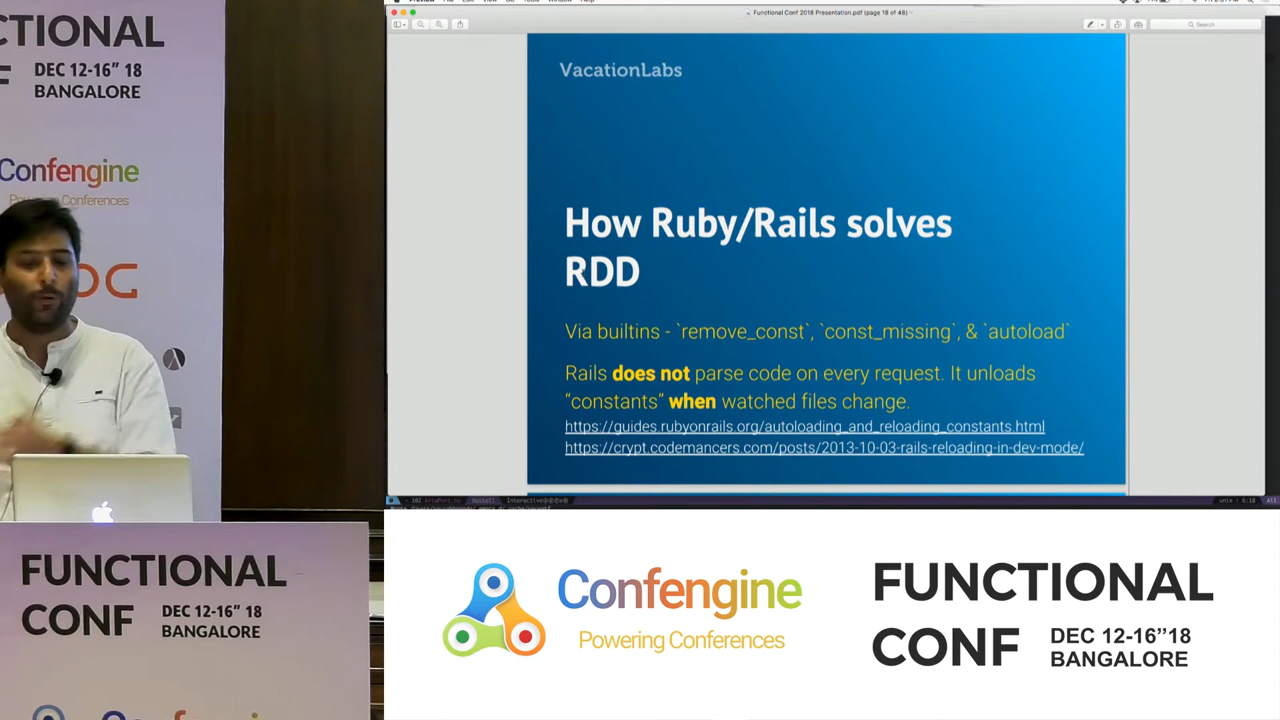 CTIONAL
F
DEC 12-16" 18
BANGALORE
Confengine
Powering Conferences
OG
Functional Conf 2018 Presentation.pdf (page 18 of 48)
Search
VacationLabs
How Ruby/Rails solves
RDD
Via builtins - `remove_const`, `const_missing`, & `autoload`
Rails does not parse code on every request. It unloads
“constants” when watched files change.
https://guides.rubyonrails.org/autoloading_and_reloading_constants.html
https://crypt.codemancers.com/posts/2013-10-03-rails-reloading-in-dev-mode/
FUNCTIONAL
CONF
DEC 12-16" 18
BANGALORE
Confengine
Powering Conferences
FUNCTIONAL
CONF
DEC 12-16”18
BANGALORE